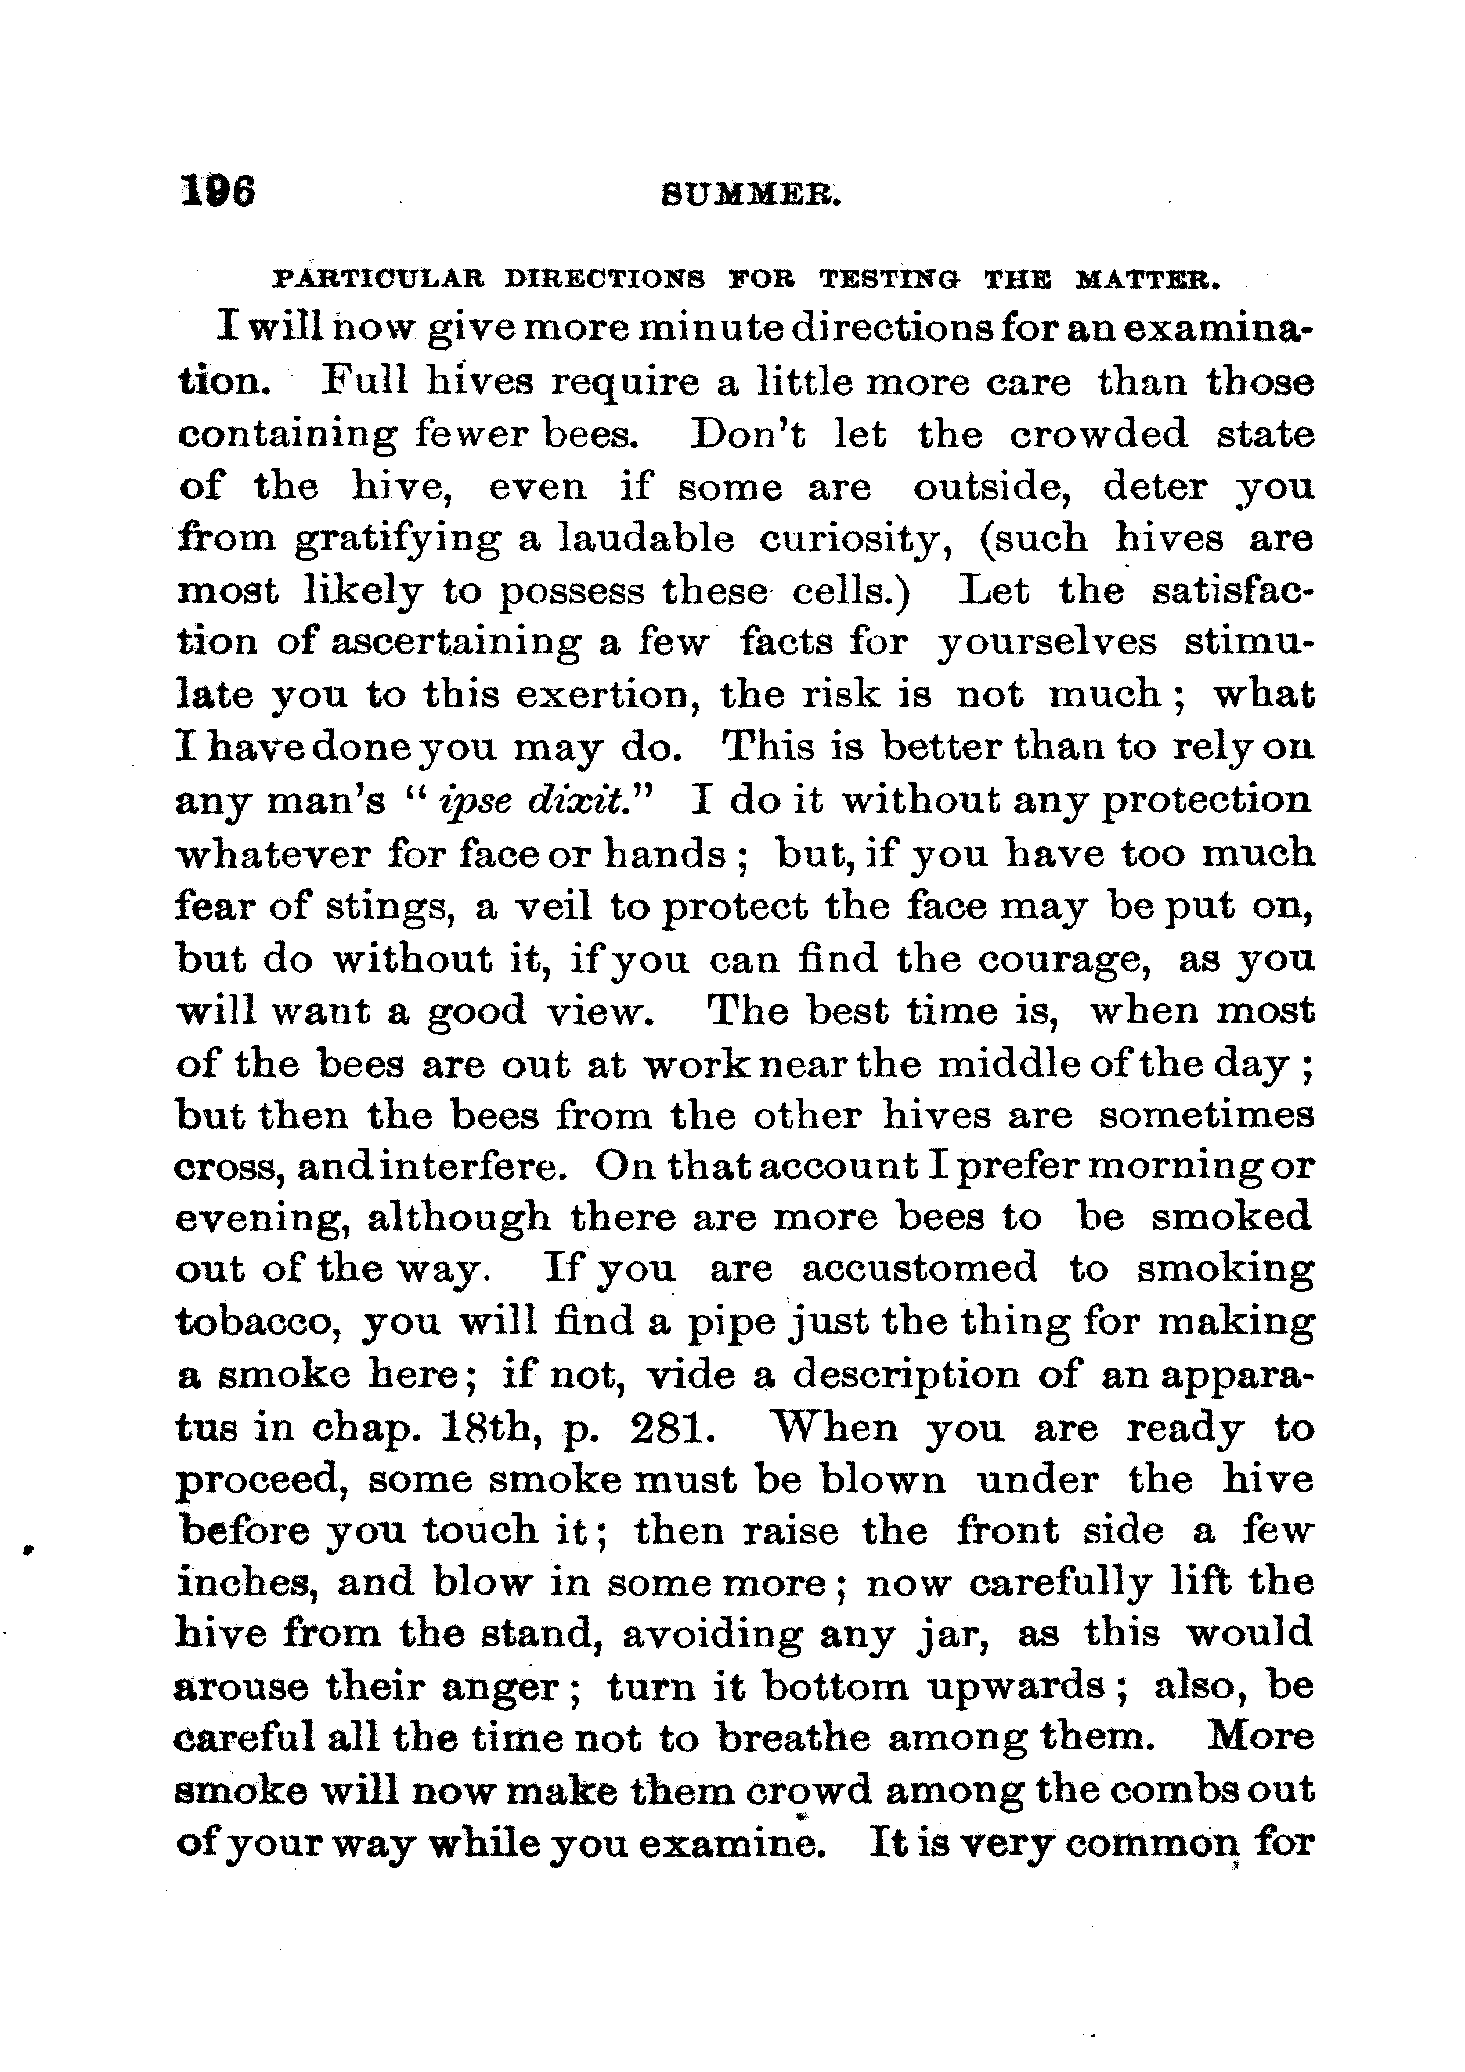 196 SUMMER.
PARTICULAR DIRECTIONS FOR TESTING THE MATTER.
I will now give more minute directions for an examina-
tion. Full hives require a little more care than those
containing fewer bees. Don't let the crowded state
of the hive, even if some are outside, deter you
from gratifying a laudable curiosity, (such hives are
most likely to possess these cells.) Let the satisfac-
tion of ascertaining a few facts for yourselves stimu-
late you to this exertion, the risk is not much; what
I have done you may do. This is better than to rely on
any man's "ipse dixit." I do it without any protection
whatever for face or hands; but, if you have too much
fear of stings, a veil to protect the face may be put on,
but do without it, if you can find the courage, as you
will want a good view. The best time is, when most
of the bees are out at work near the middle of the day;
but then the bees from the other hives are sometimes
cross, and interfere. On that account I prefer morning or
evening, although there are more bees to be smoked
out of the way. If you are accustomed to smoking
tobacco, you will find a pipe just the thing for making
a smoke here; if not, vide a description of an appara-
tus in chap. 18th, p. 281. When you are ready to
proceed, some smoke must be blown under the hive
before you touch it; then raise the front side a few
inches, and blow in some more; now carefully lift the
hive from the stand, avoiding any jar, as this would
arouse their anger; turn it bottom upwards; also, be
careful all the time not to breathe among them. More
smoke will now make them crowd among the combs out
of your way while you examine. It is very common for